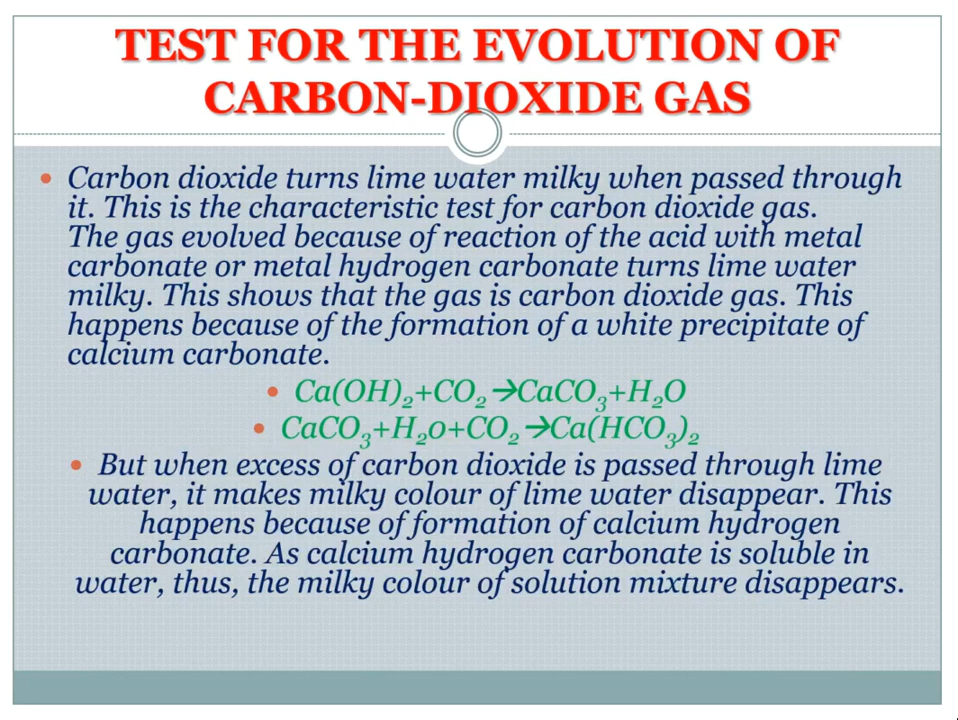 TEST FOR THE EVOLUTION OF
CARBON-DIOXIDE GAS
• Carbon dioxide turns lime water milky when passed through
it. This is the characteristic test for carbon dioxide gas.
The gas evolved because of reaction of the acid with metal
carbonate or metal hydrogen carbonate turns lime water
milky. This shows that the gas is carbon dioxide gas. This
happens because of the formation of a white precipitate of
calcium carbonate.
• Ca(OH)₂+CO₂→CaCO₃+H₂O
• CaCO₃+H₂o+CO₂→Ca(HCO₃)₂
• But when excess of carbon dioxide is passed through lime
water, it makes milky colour of lime water disappear. This
happens because of formation of calcium hydrogen
carbonate. As calcium hydrogen carbonate is soluble in
water, thus, the milky colour of solution mixture disappears.